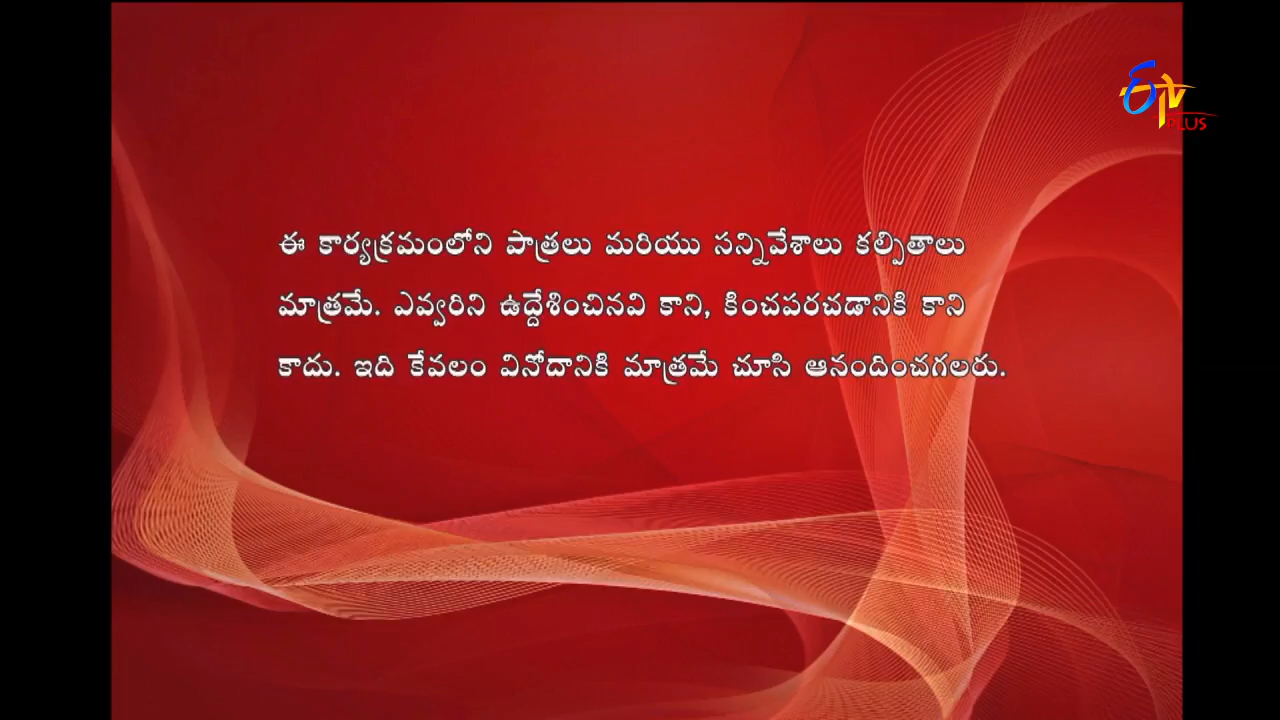 ETV
PLUS
ఈ కార్యక్రమంలోని పాత్రలు మరియు సన్నివేశాలు కల్పితాలు
మాత్రమే. ఎవ్వరిని ఉద్దేశించినవి కాని, కించపరచడానికి కాని
కాదు. ఇది కేవలం వినోదానికి మాత్రమే చూసి ఆనందించగలరు.